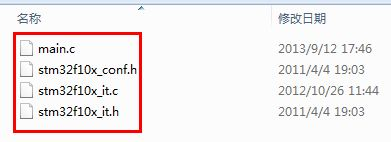 名称 修改日期
main.c 2013/9/12 17:46
stm32f10x_conf.h 2011/4/4 19:03
stm32f10x_it.c 2012/10/26 11:44
stm32f10x_it.h 2011/4/4 19:03